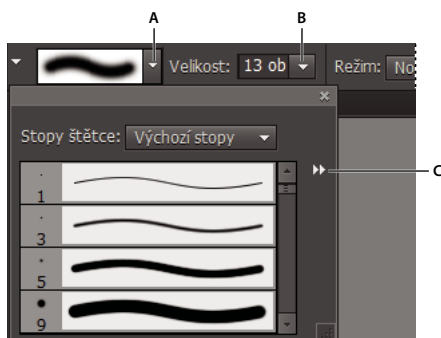 A
B
Velikost: 13 ob
Režim: No
Stopy štětce: Výchozí stopy
C
1
3
5
9